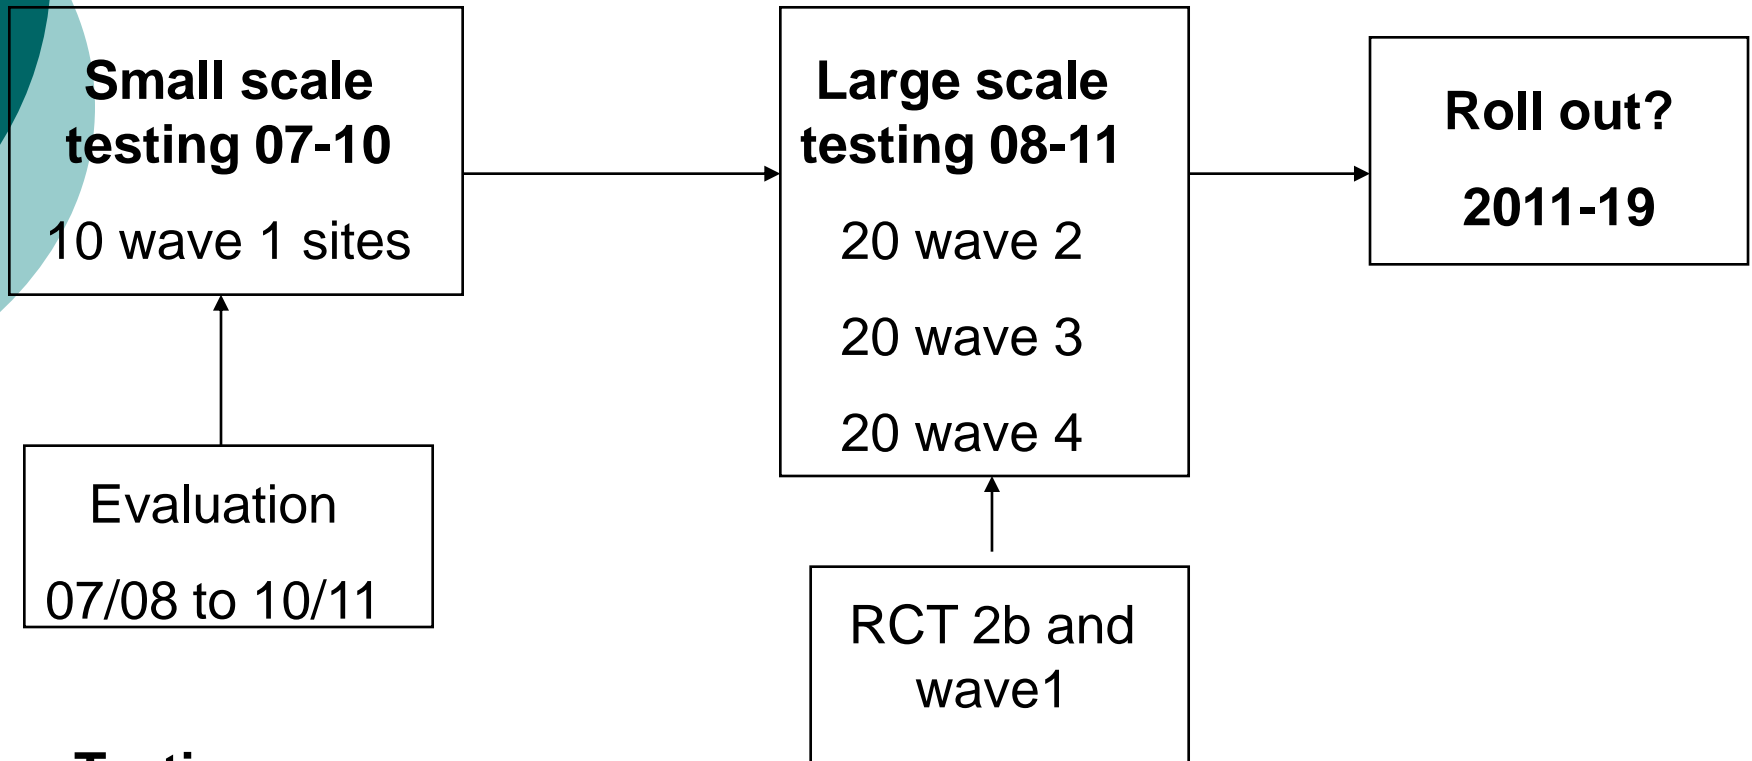 Small scale
testing 07-10
10 wave 1 sites
Large scale
testing 08-11
20 wave 2
20 wave 3
20 wave 4
Roll out?
2011-19
Evaluation
07/08 to 10/11
RCT 2b and
wave1